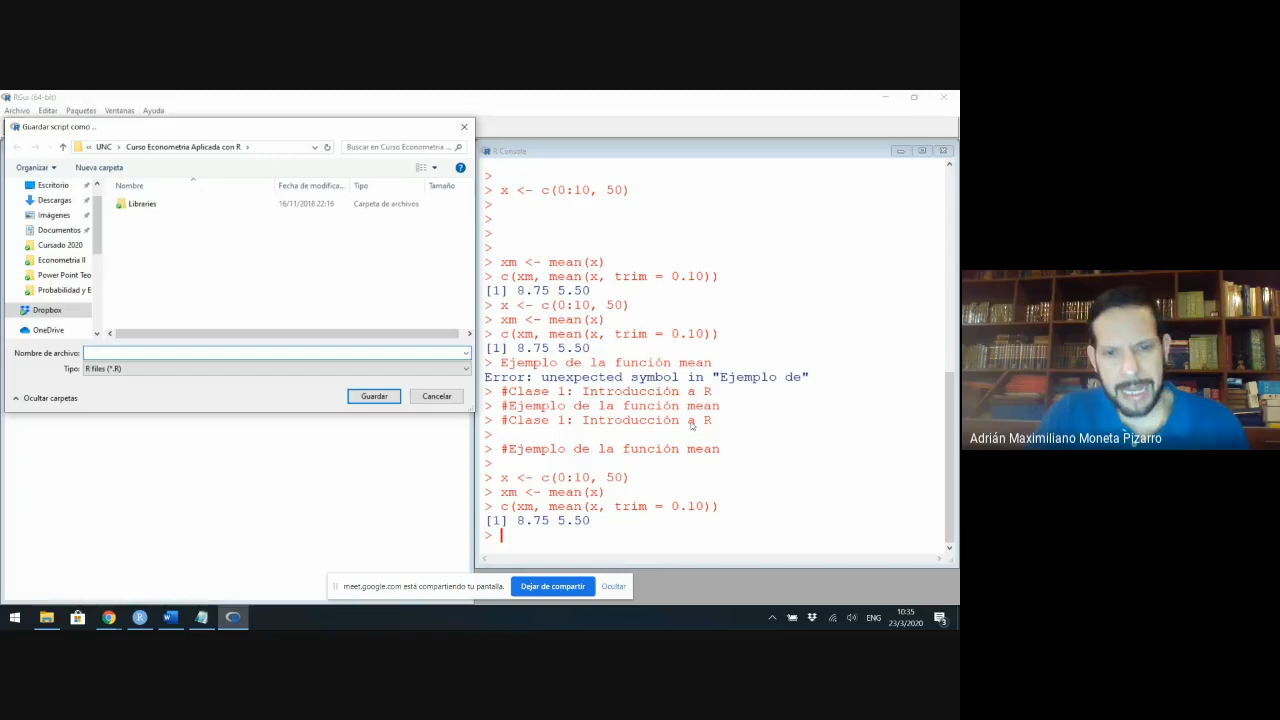 RGui (64-bit)
Archivo Editar Paquetes Ventanas Ayuda
Guardar script como ...
« UNC > Curso Econometria Aplicada con R >
Buscar en Curso Econometria ...
Organizar
Nueva carpeta
Nombre
Fecha de modifica...
Tipo
Tamaño
Escritorio
Descargas
Imágenes
Documentos
Cursado 2020
Econometria II
Power Point Teo
Probabilidad y E
Dropbox
OneDrive
Libraries
16/11/2018 22:16
Carpeta de archivos
Nombre de archivo:
Tipo: R files (*.R)
Ocultar carpetas
Guardar
Cancelar
R Console
>
> x <- c(0:10, 50)
>
>
>
>
> xm <- mean(x)
> c(xm, mean(x, trim = 0.10))
[1] 8.75 5.50
> x <- c(0:10, 50)
> xm <- mean(x)
> c(xm, mean(x, trim = 0.10))
[1] 8.75 5.50
> Ejemplo de la función mean
Error: unexpected symbol in "Ejemplo de"
> #Clase 1: Introducción a R
> #Ejemplo de la función mean
> #Clase 1: Introducción a R
>
> #Ejemplo de la función mean
>
> x <- c(0:10, 50)
> xm <- mean(x)
> c(xm, mean(x, trim = 0.10))
[1] 8.75 5.50
>
meet.google.com está compartiendo tu pantalla.
Dejar de compartir
Ocultar
ENG
10:35
23/3/2020
3
Adrián Maximiliano Moneta Pizarro